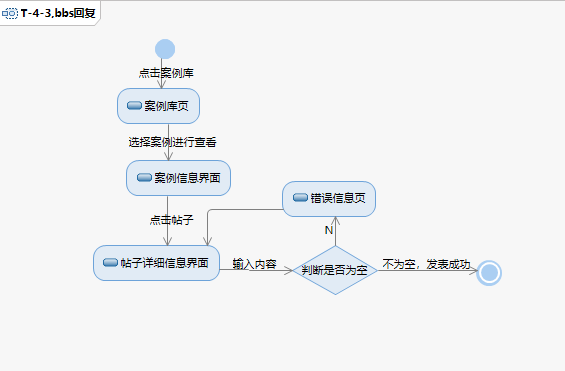 T-4-3,bbs回复
点击案例库
案例库页
选择案例进行查看
案例信息界面
错误信息页
点击帖子
N
帖子详细信息界面
输入内容
判断是否为空
不为空，发表成功